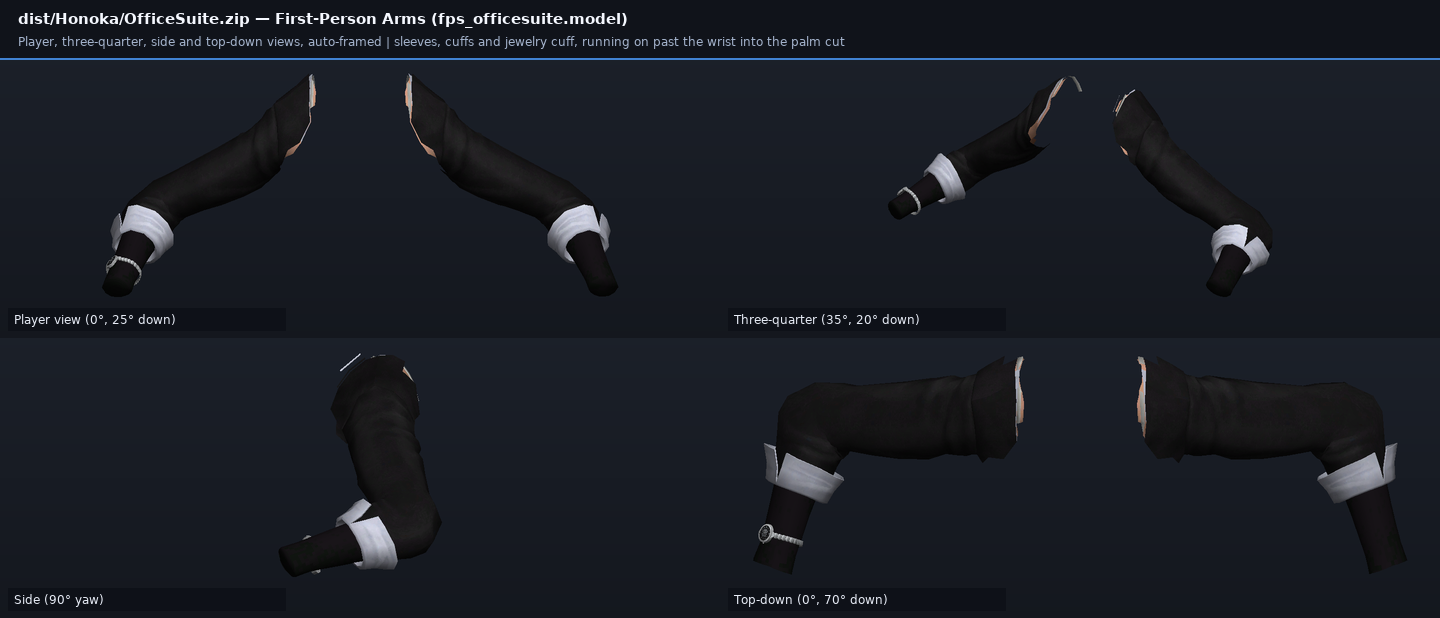 dist/Honoka/OfficeSuite.zip — First-Person Arms (fps_officesuite.model)
Player, three-quarter, side and top-down views, auto-framed | sleeves, cuffs and jewelry cuff, running on past the wrist into the palm cut
Player view (0°, 25° down)
Three-quarter (35°, 20° down)
Side (90° yaw)
Top-down (0°, 70° down)